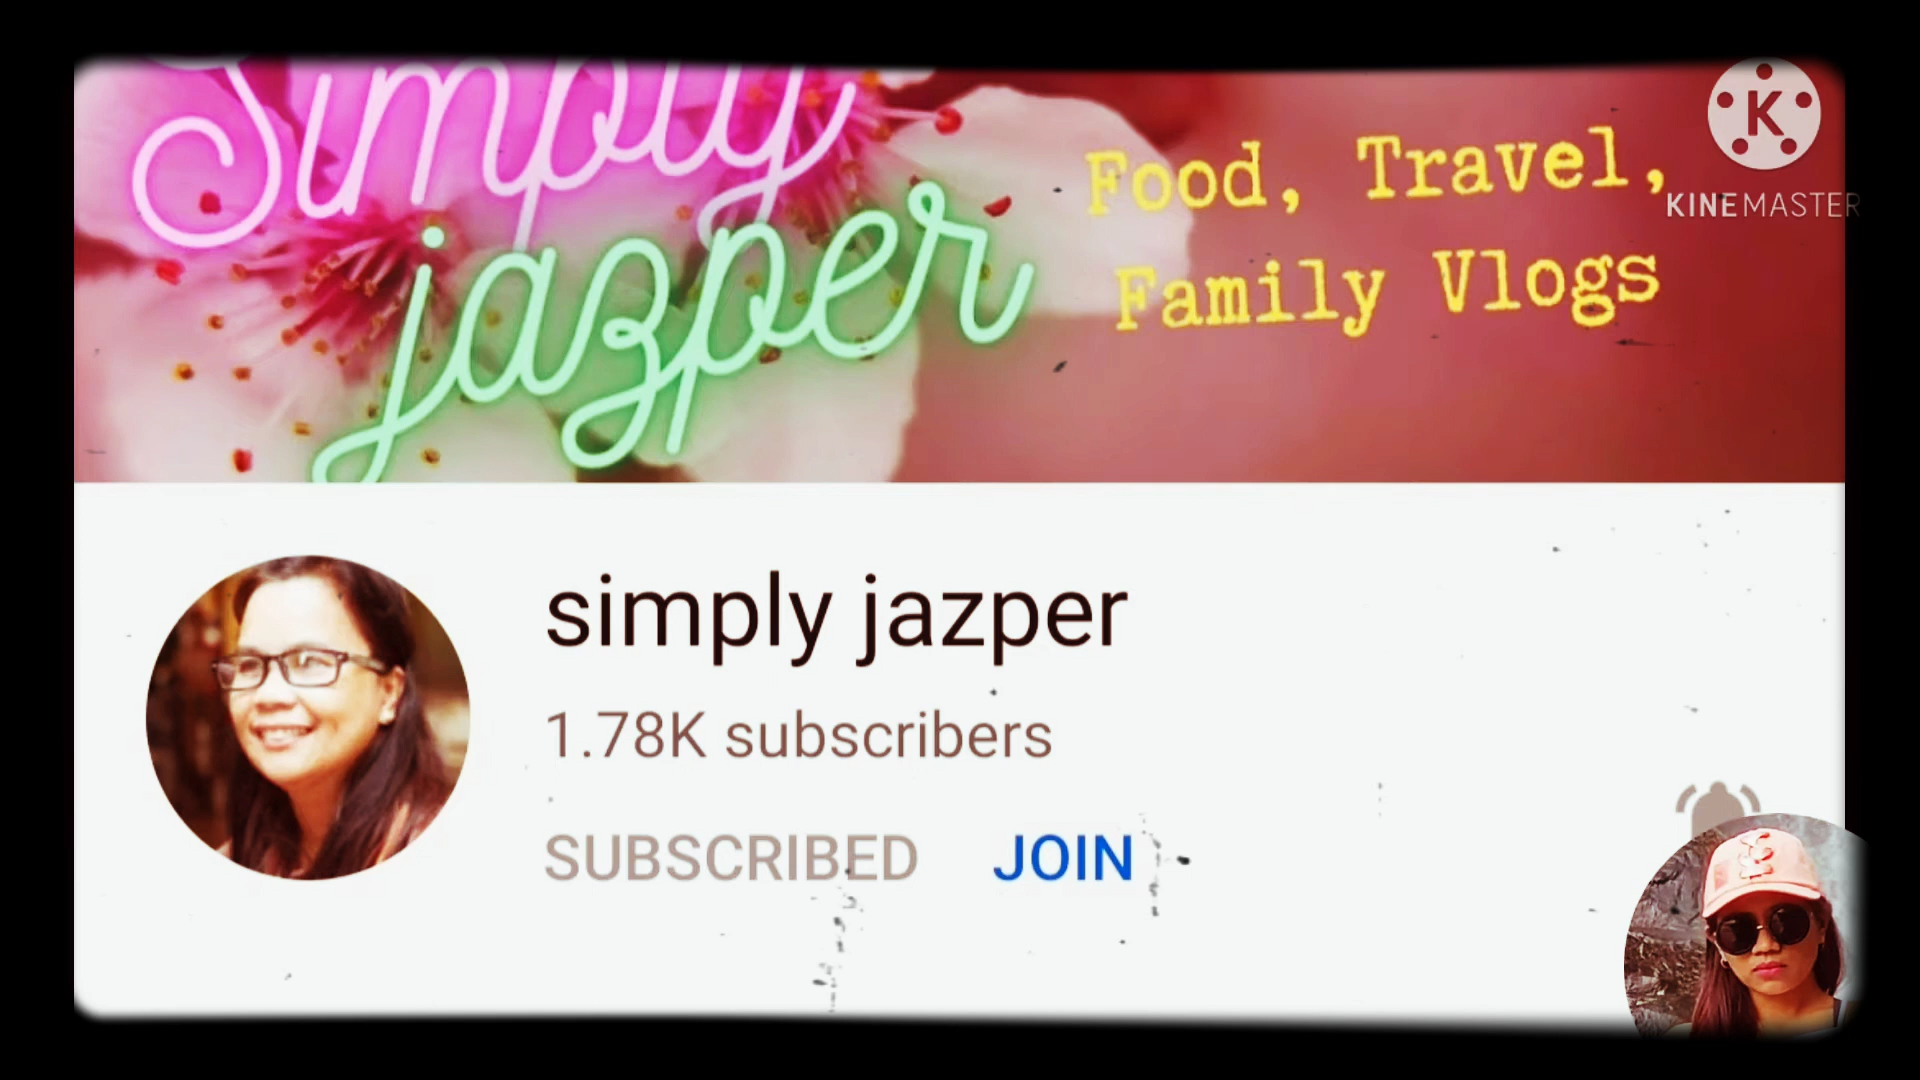 Simply
jazper
Food, Travel,
Family Vlogs
K
KINEMASTER
simply jazper
1.78K subscribers
SUBSCRIBED JOIN